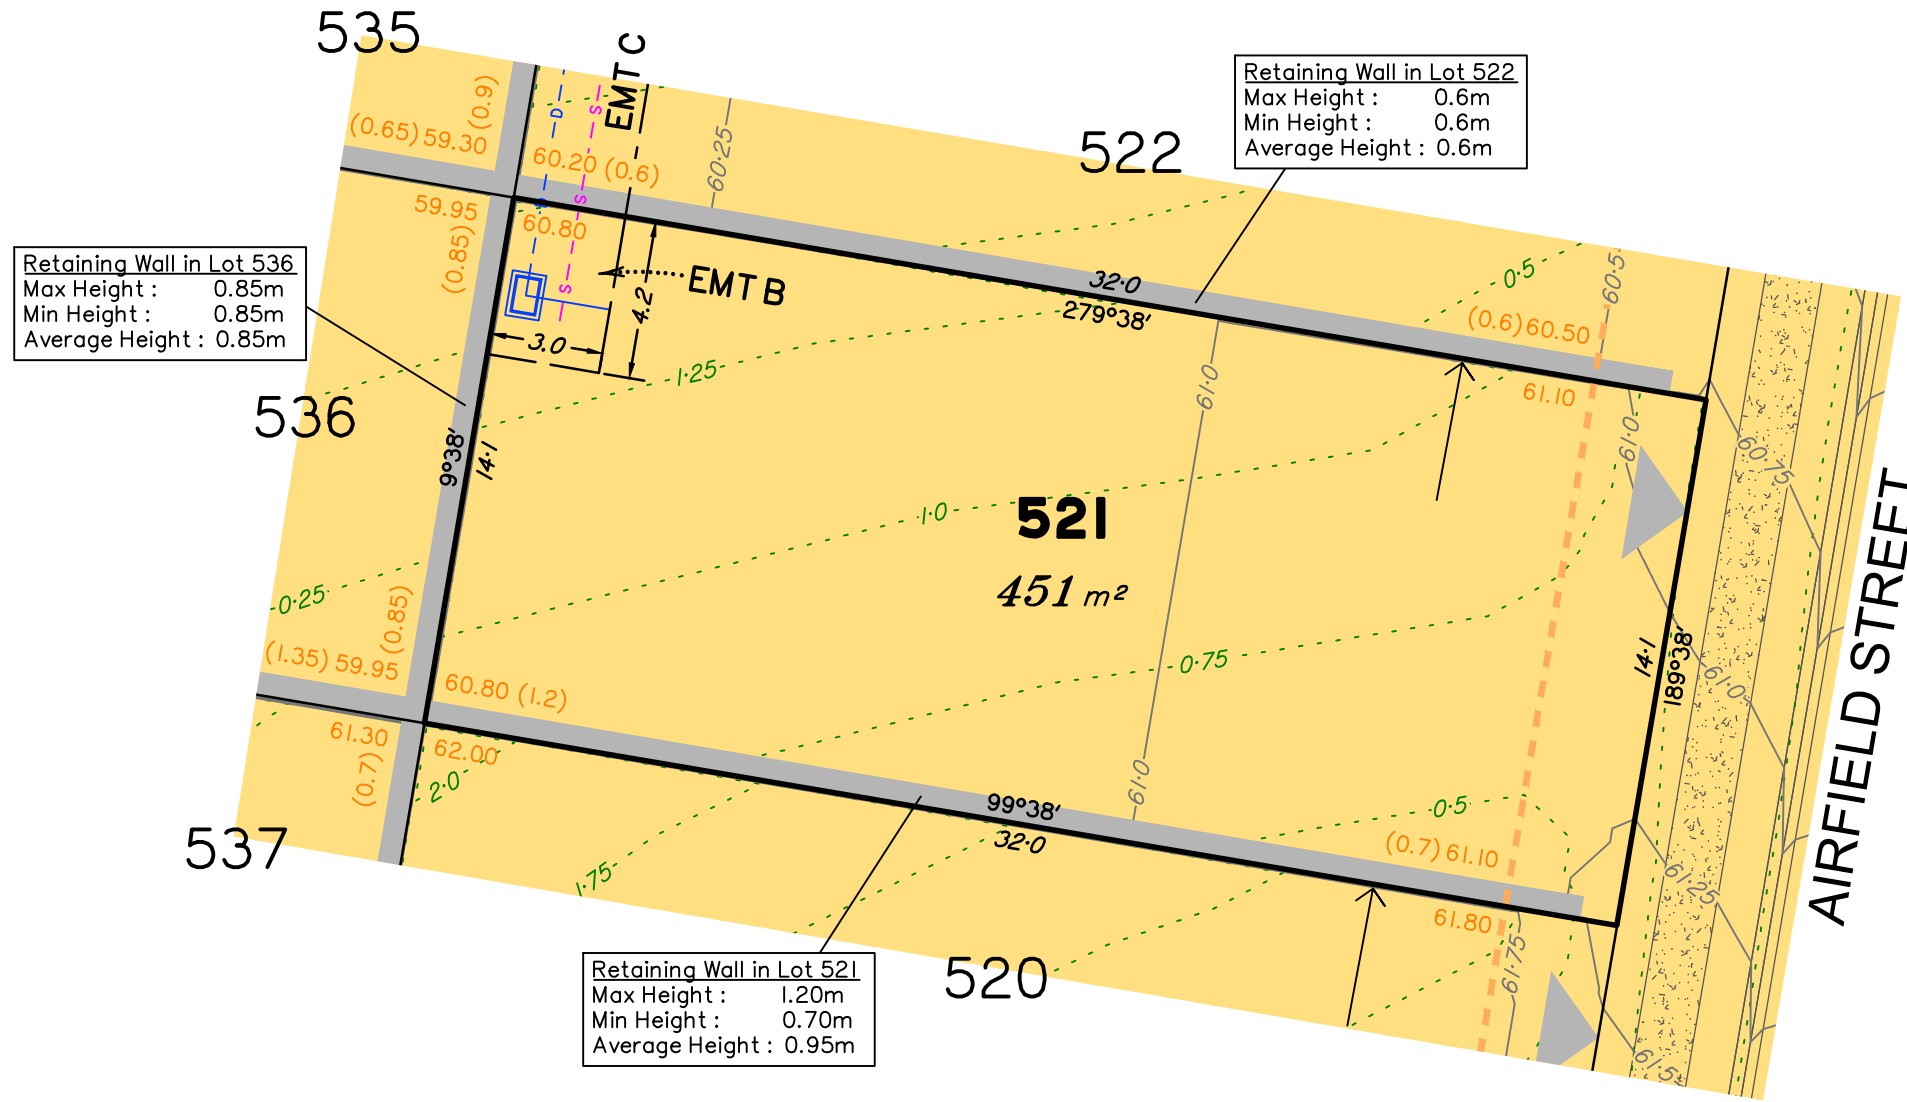 535
EMT C
Retaining Wall in Lot 522
Max Height : 0.6m
Min Height : 0.6m
Average Height : 0.6m
(0.9)
(0.65) 59.30
D
S
60.20 (0.6)
60·25
522
59.95
(0.85)
60.80
S
Retaining Wall in Lot 536
Max Height : 0.85m
Min Height : 0.85m
Average Height : 0.85m
EMT B
S
4.2
3.0
32·0
279°38'
0·5
60·5
(0.6) 60.50
61.10
1·25
61·0
61·0
536
9°38'
14·1
60·75
1·0
521
451 m²
AIRFIELD STREET
0·25
(0.85)
(1.35) 59.95
60.80 (1.2)
0·75
14·1
189°38'
61·0
61.30
(0.7)
62.00
2·0
61·0
99°38'
32·0
0·5
(0.7) 61.10
61.80
61·25
537
1·75
61·75
520
61·5
Retaining Wall in Lot 521
Max Height : 1.20m
Min Height : 0.70m
Average Height : 0.95m